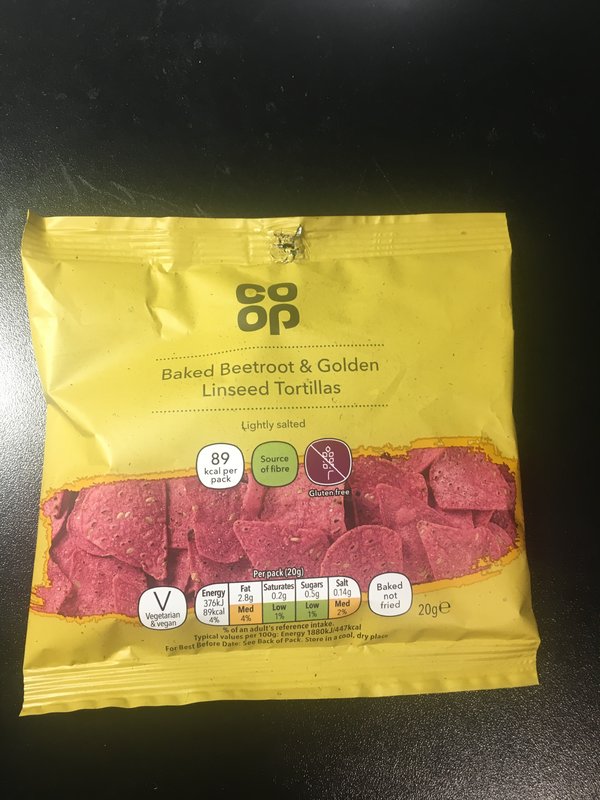 co
op
Baked Beetroot & Golden
Linseed Tortillas
Lightly salted
89
kcal per
pack
Source
of fibre
Gluten free
Per pack (20g)
V
Vegetarian
& vegan
Energy
376kJ
89kcal
4%
Fat
2.8g
Med
4%
Saturates
0.2g
Low
1%
Sugars
0.5g
Low
1%
Salt
0.14g
Med
2%
Baked
not
fried
20g℮
% of an adult's reference intake.
Typical values per 100g: Energy 1880kJ/447kcal
For Best Before Date: See Back of Pack. Store in a cool, dry place